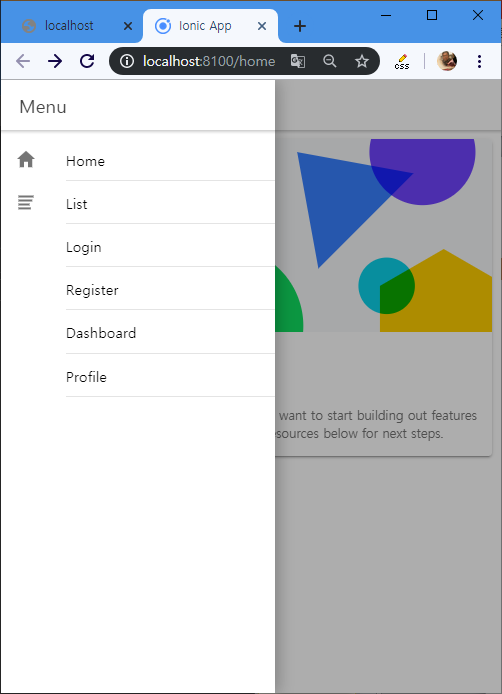 localhost
Ionic App
localhost:8100/home
css
Menu
Home
List
Login
Register
Dashboard
Profile
want to start building out features
esources below for next steps.